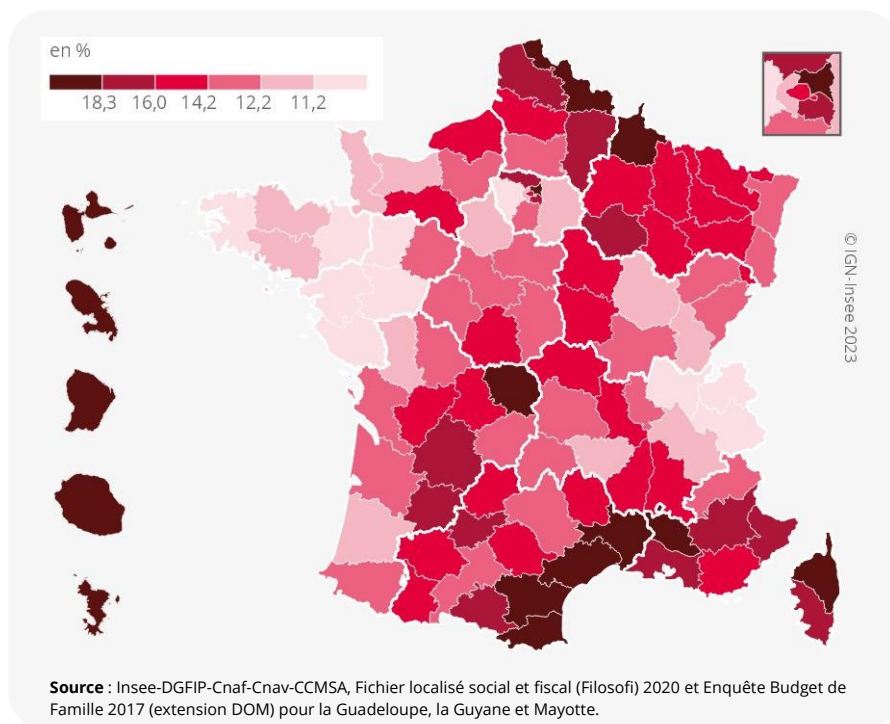 en %
18,3 16,0 14,2 12,2 11,2
© IGN-Insee 2023
Source : Insee-DGFIP-Cnaf-Cnav-CCMSA, Fichier localisé social et fiscal (Filosofi) 2020 et Enquête Budget de
Famille 2017 (extension DOM) pour la Guadeloupe, la Guyane et Mayotte.